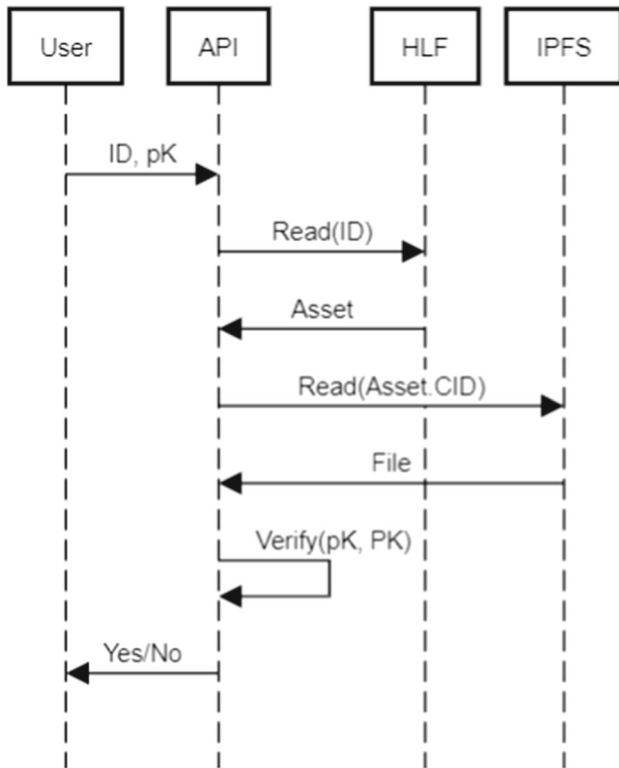 User
API
HLF
IPFS
ID, pK
Read(ID)
Asset
Read(Asset.CID)
File
Verify(pK, PK)
Yes/No